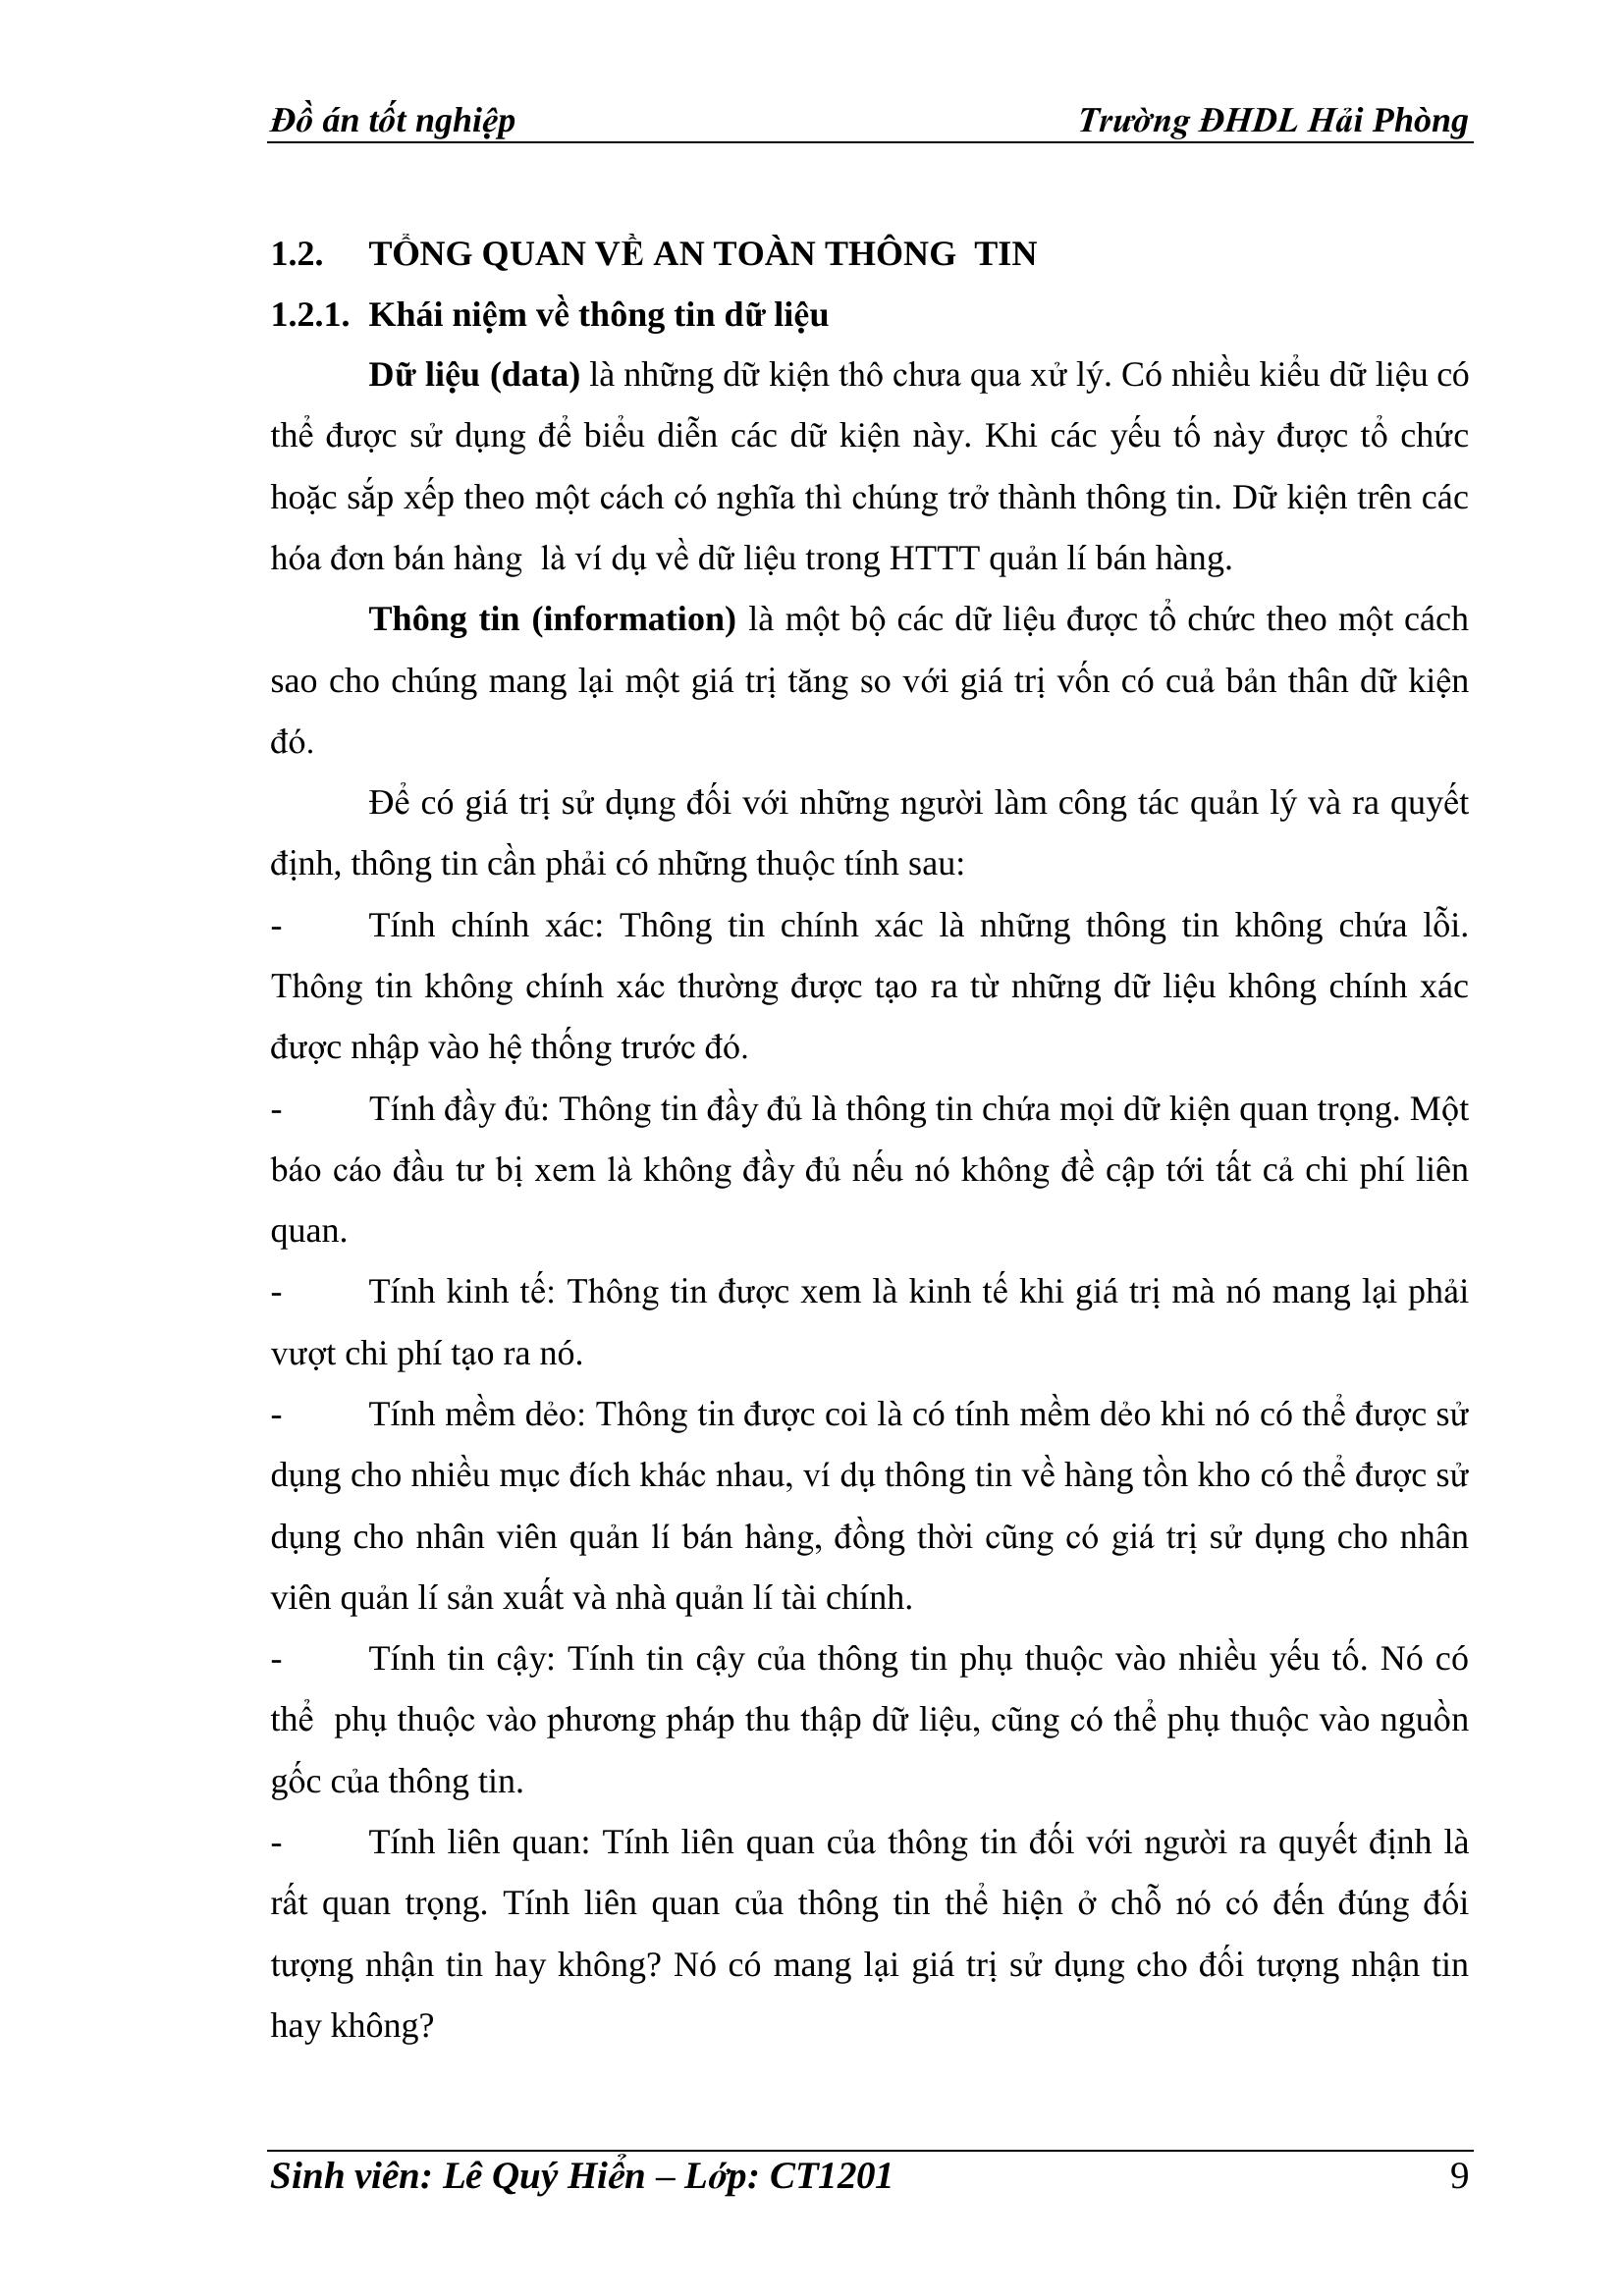 Đồ án tốt nghiệp Trường ĐHDL Hải Phòng
1.2. TỔNG QUAN VỀ AN TOÀN THÔNG TIN
1.2.1. Khái niệm về thông tin dữ liệu
Dữ liệu (data) là những dữ kiện thô chưa qua xử lý. Có nhiều kiểu dữ liệu có
thể được sử dụng để biểu diễn các dữ kiện này. Khi các yếu tố này được tổ chức
hoặc sắp xếp theo một cách có nghĩa thì chúng trở thành thông tin. Dữ kiện trên các
hóa đơn bán hàng là ví dụ về dữ liệu trong HTTT quản lí bán hàng.
Thông tin (information) là một bộ các dữ liệu được tổ chức theo một cách
sao cho chúng mang lại một giá trị tăng so với giá trị vốn có cuả bản thân dữ kiện
đó.
Để có giá trị sử dụng đối với những người làm công tác quản lý và ra quyết
định, thông tin cần phải có những thuộc tính sau:
- Tính chính xác: Thông tin chính xác là những thông tin không chứa lỗi.
Thông tin không chính xác thường được tạo ra từ những dữ liệu không chính xác
được nhập vào hệ thống trước đó.
- Tính đầy đủ: Thông tin đầy đủ là thông tin chứa mọi dữ kiện quan trọng. Một
báo cáo đầu tư bị xem là không đầy đủ nếu nó không đề cập tới tất cả chi phí liên
quan.
- Tính kinh tế: Thông tin được xem là kinh tế khi giá trị mà nó mang lại phải
vượt chi phí tạo ra nó.
- Tính mềm dẻo: Thông tin được coi là có tính mềm dẻo khi nó có thể được sử
dụng cho nhiều mục đích khác nhau, ví dụ thông tin về hàng tồn kho có thể được sử
dụng cho nhân viên quản lí bán hàng, đồng thời cũng có giá trị sử dụng cho nhân
viên quản lí sản xuất và nhà quản lí tài chính.
- Tính tin cậy: Tính tin cậy của thông tin phụ thuộc vào nhiều yếu tố. Nó có
thể phụ thuộc vào phương pháp thu thập dữ liệu, cũng có thể phụ thuộc vào nguồn
gốc của thông tin.
- Tính liên quan: Tính liên quan của thông tin đối với người ra quyết định là
rất quan trọng. Tính liên quan của thông tin thể hiện ở chỗ nó có đến đúng đối
tượng nhận tin hay không? Nó có mang lại giá trị sử dụng cho đối tượng nhận tin
hay không?
Sinh viên: Lê Quý Hiển – Lớp: CT1201 9